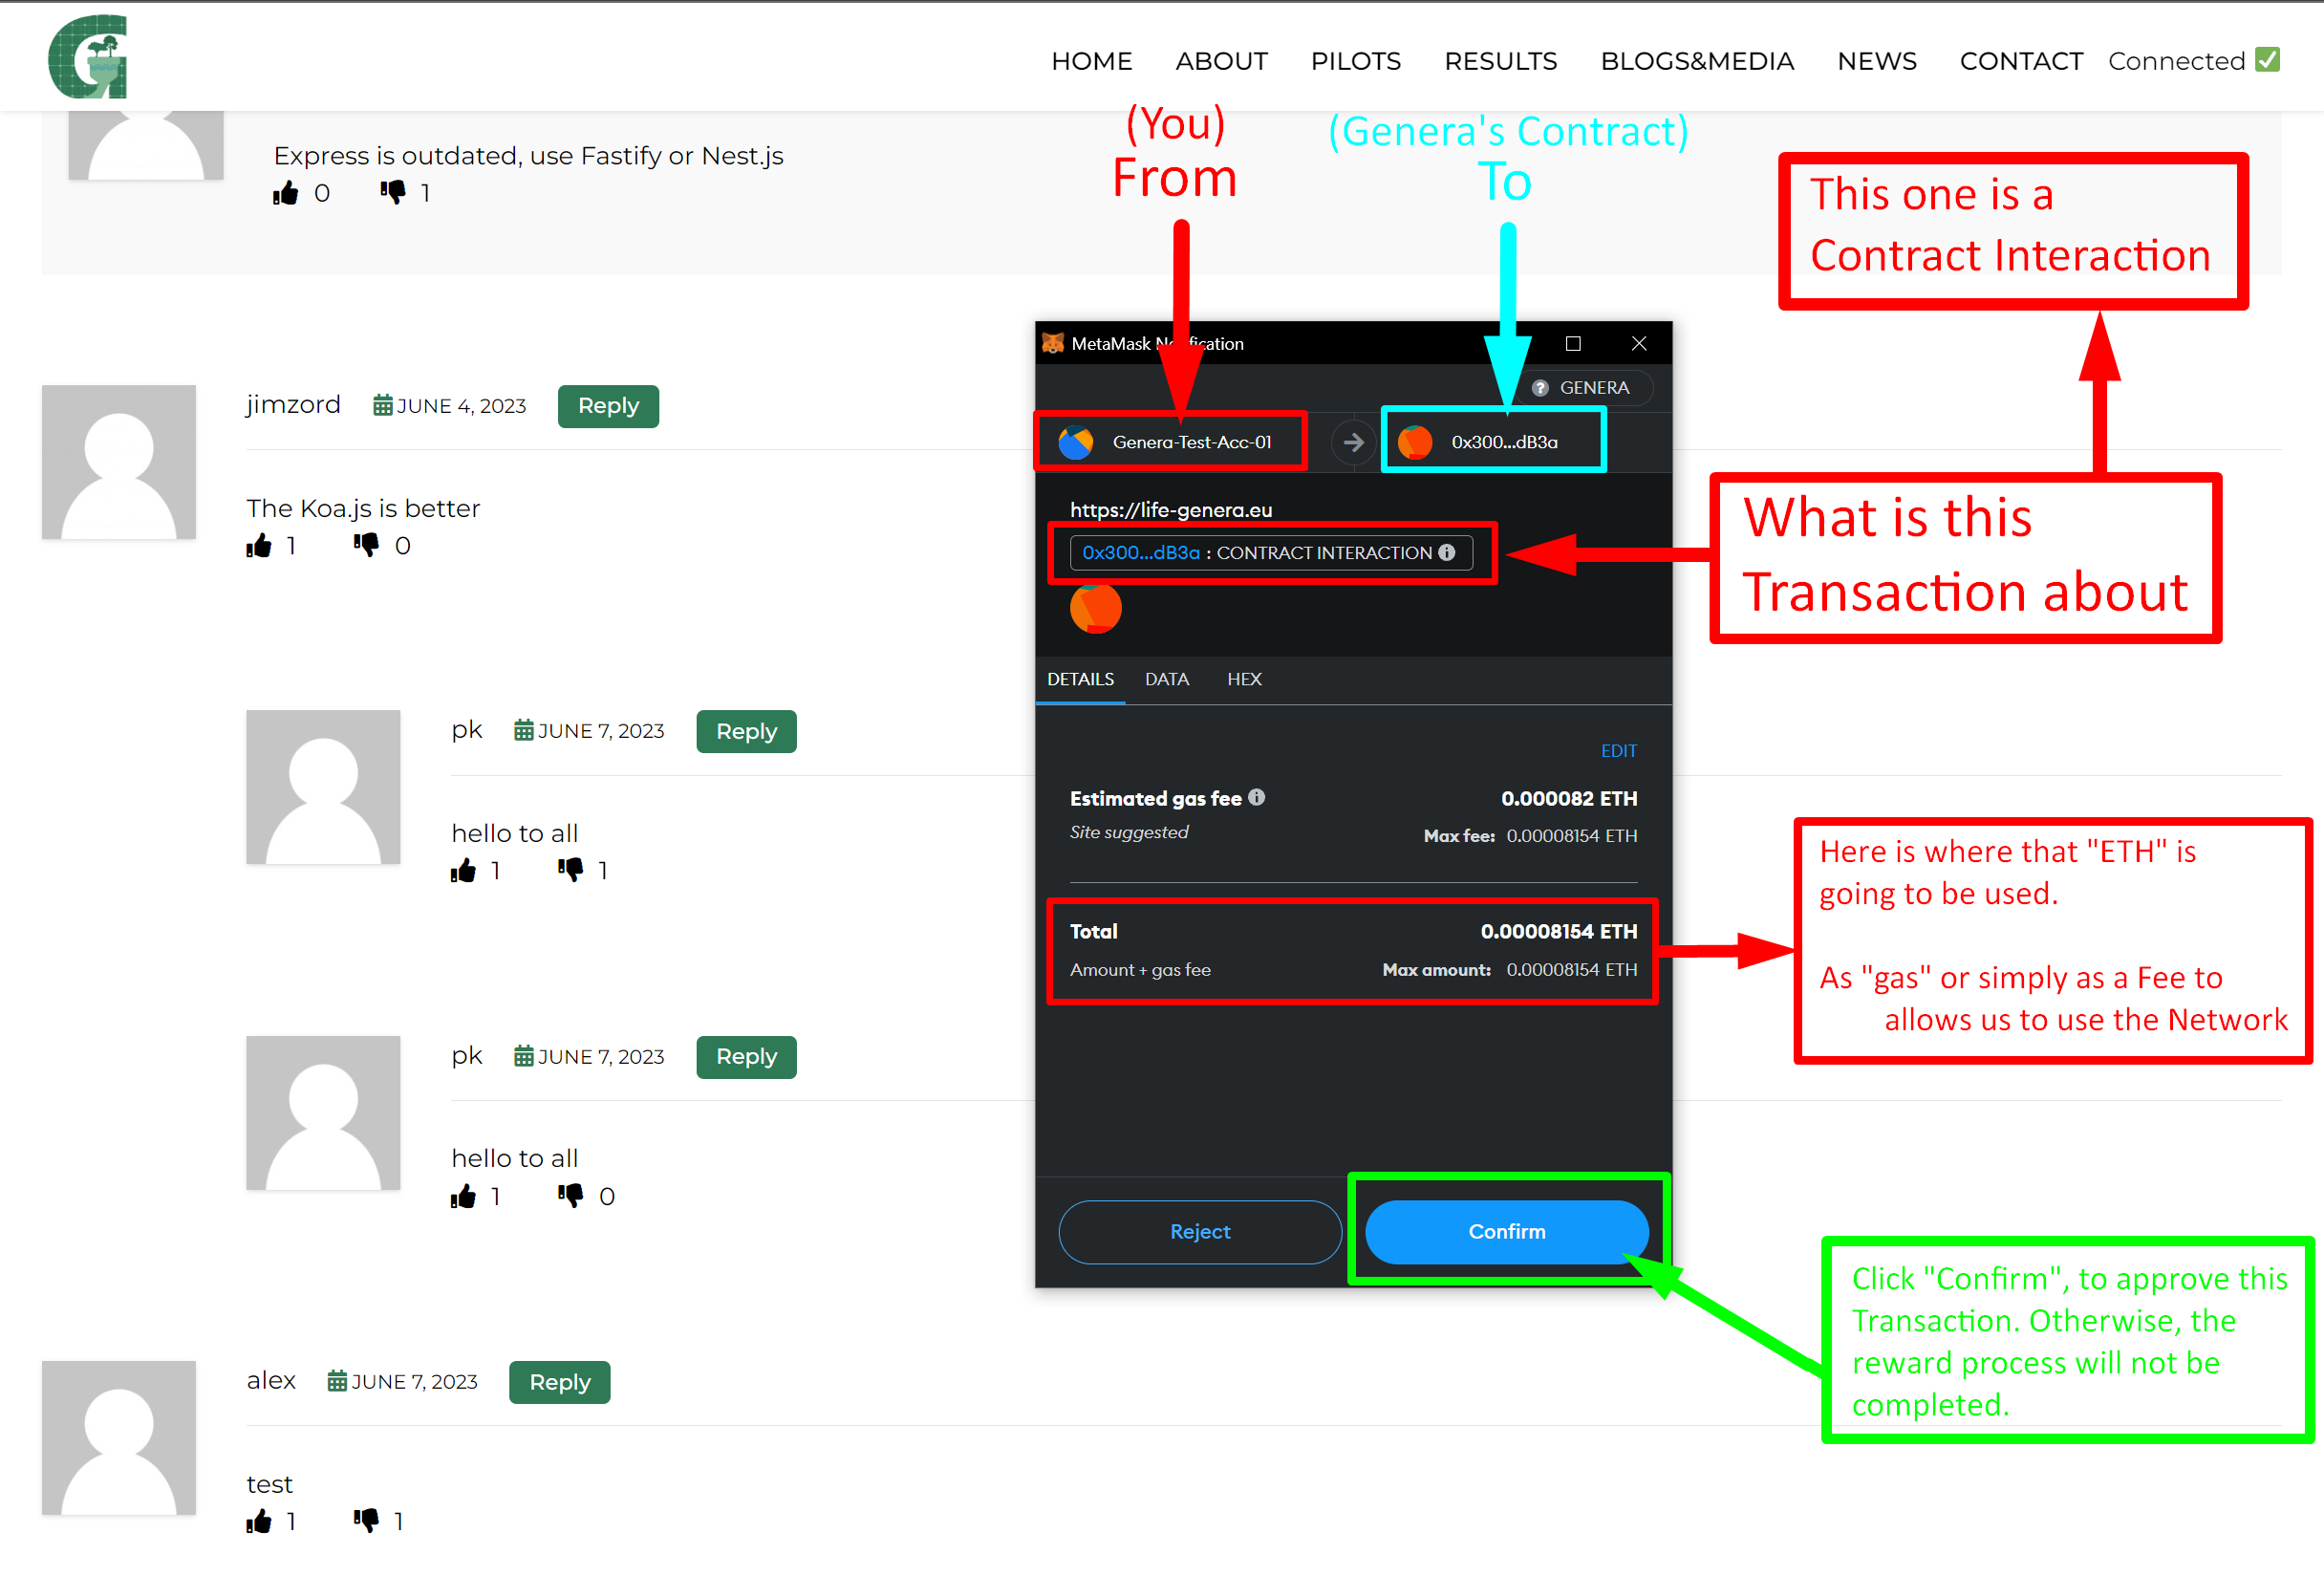 HOME ABOUT PILOTS RESULTS BLOGS&MEDIA NEWS CONTACT Connected
(You)
From
(Genera's Contract)
To
Express is outdated, use Fastify or Nest.js
0 1
This one is a
Contract Interaction
jimzord JUNE 4, 2023 Reply
The Koa.js is better
1 0
pk JUNE 7, 2023 Reply
hello to all
1 1
pk JUNE 7, 2023 Reply
hello to all
1 0
alex JUNE 7, 2023 Reply
test
1 1
MetaMask Notification
GENERA
Genera-Test-Acc-01 0x300...dB3a
https://life-genera.eu
0x300...dB3a : CONTRACT INTERACTION
DETAILS DATA HEX
EDIT
Estimated gas fee 0.000082 ETH
Site suggested Max fee: 0.00008154 ETH
Total 0.00008154 ETH
Amount + gas fee Max amount: 0.00008154 ETH
Reject Confirm
What is this
Transaction about
Here is where that "ETH" is
going to be used.
As "gas" or simply as a Fee to
allows us to use the Network
Click "Confirm", to approve this
Transaction. Otherwise, the
reward process will not be
completed.